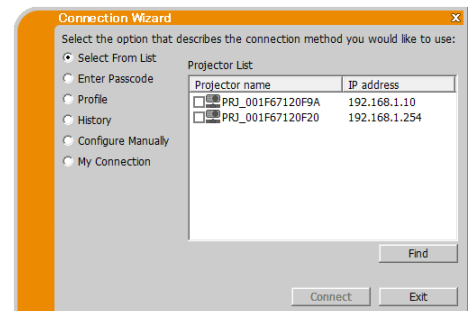 Connection Wizard
Select the option that describes the connection method you would like to use:
Select From List
Enter Passcode
Profile
History
Configure Manually
My Connection
Projector List
Projector name IP address
PRJ_001F67120F9A 192.168.1.10
PRJ_001F67120F20 192.168.1.254
Find
Connect Exit